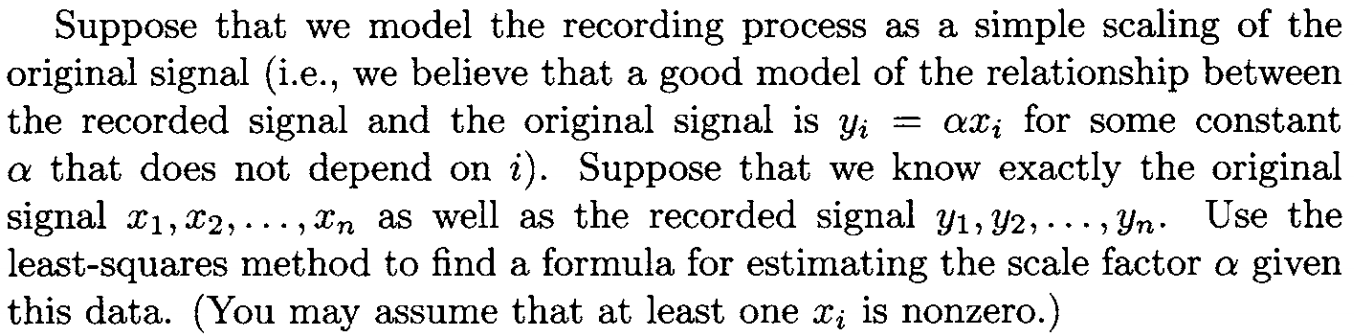 Suppose that we model the recording process as a simple scaling of the
original signal (i.e., we believe that a good model of the relationship between
the recorded signal and the original signal is $y_i = \alpha x_i$ for some constant
$\alpha$ that does not depend on $i$). Suppose that we know exactly the original
signal $x_1, x_2, \ldots, x_n$ as well as the recorded signal $y_1, y_2, \ldots, y_n$. Use the
least-squares method to find a formula for estimating the scale factor $\alpha$ given
this data. (You may assume that at least one $x_i$ is nonzero.)